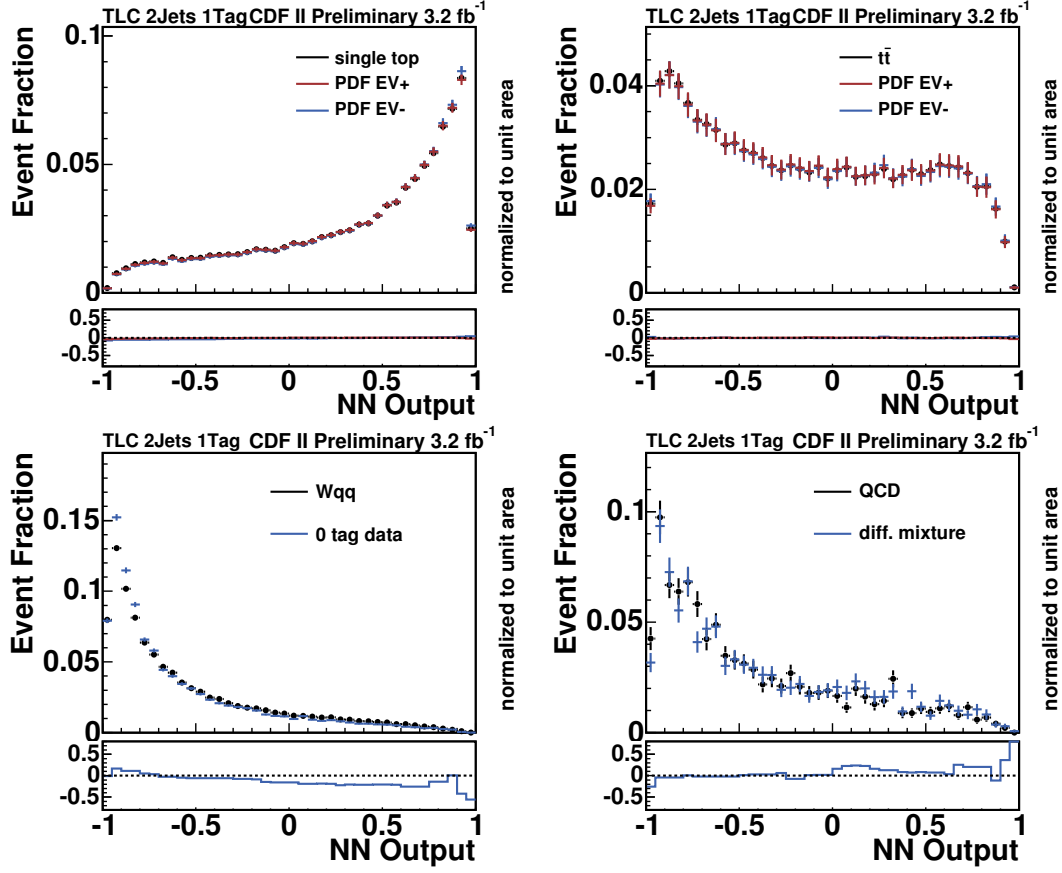 TLC 2Jets 1Tag CDF II Preliminary 3.2 fb-1
Event Fraction
0.1
0.05
0
single top
PDF EV+
PDF EV-
normalized to unit area
0.5
0
-0.5
-1 -0.5 0 0.5 1
NN Output
TLC 2Jets 1Tag CDF II Preliminary 3.2 fb-1
Event Fraction
0.04
0.02
0
tt̄
PDF EV+
PDF EV-
normalized to unit area
0.5
0
-0.5
-1 -0.5 0 0.5 1
NN Output
TLC 2Jets 1Tag CDF II Preliminary 3.2 fb-1
Event Fraction
0.15
0.1
0.05
0
Wqq
0 tag data
normalized to unit area
0.5
0
-0.5
-1 -0.5 0 0.5 1
NN Output
TLC 2Jets 1Tag CDF II Preliminary 3.2 fb-1
Event Fraction
0.1
0.05
0
QCD
diff. mixture
normalized to unit area
0.5
0
-0.5
-1 -0.5 0 0.5 1
NN Output